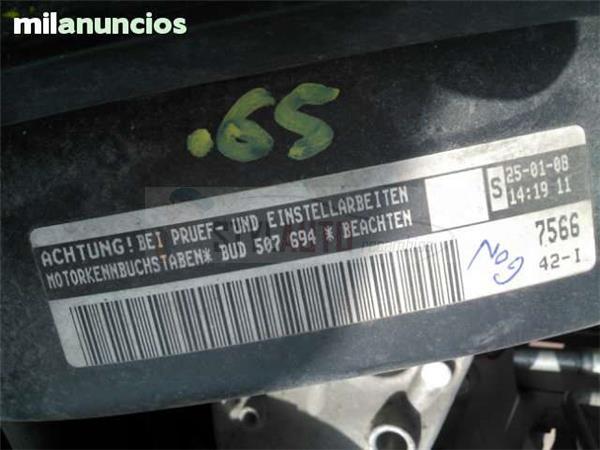 milanuncios
.65
ACHTUNG! BEI PRUEF- UND EINSTELLARBEITEN
MOTORKENNBUCHSTABEN* BUD 507 694 * BEACHTEN
S
25-01-08
14:19 11
7566
42-I